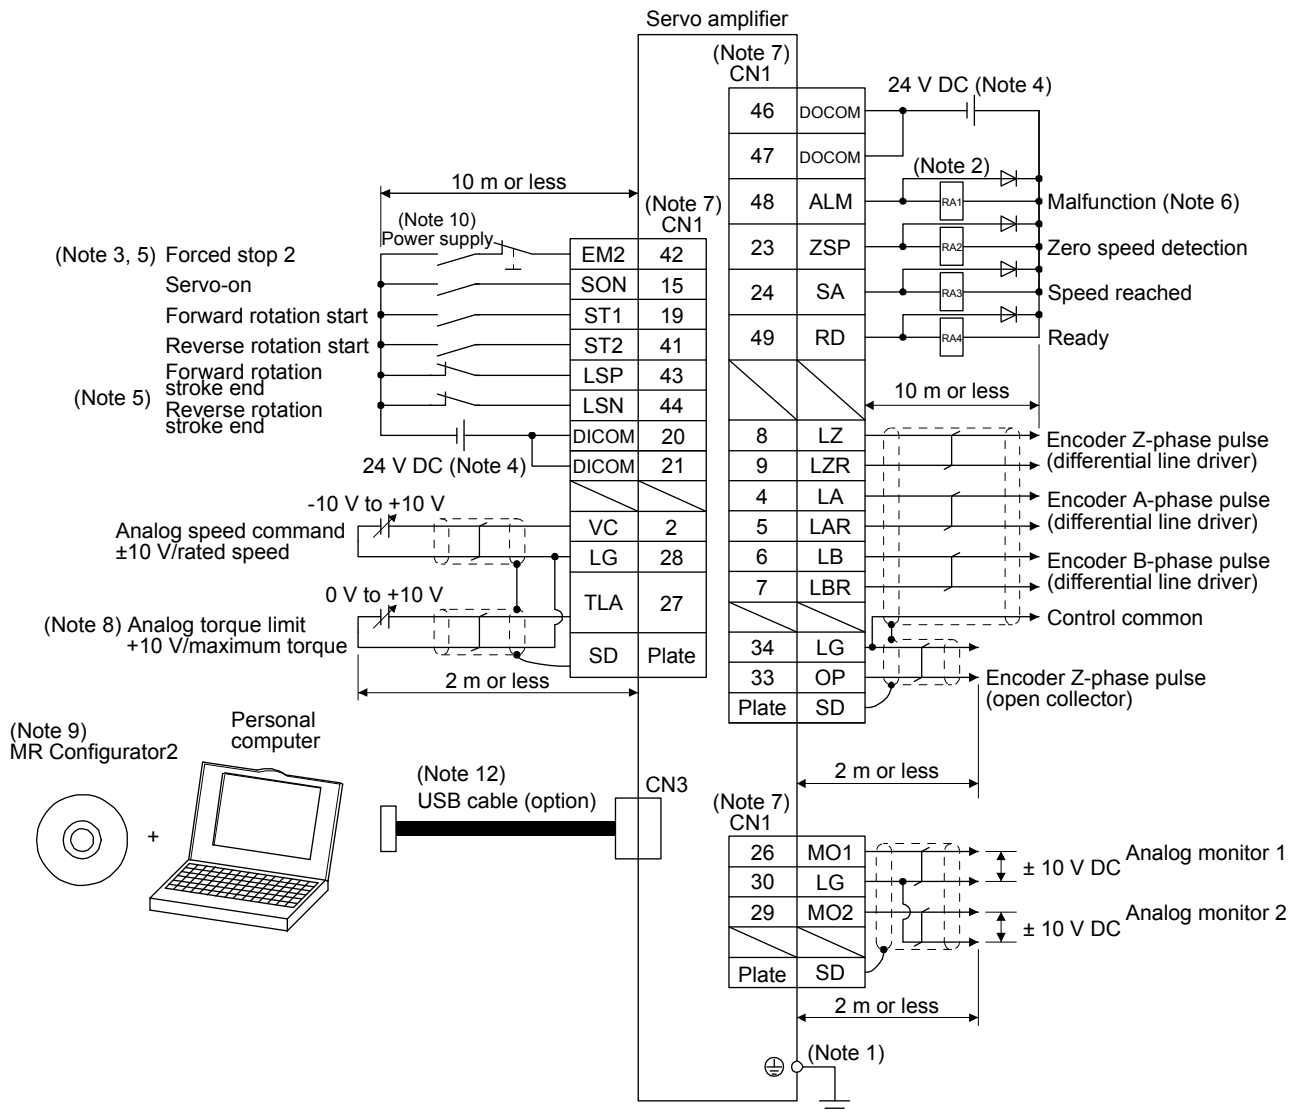 Servo amplifier
(Note 7)
CN1
24 V DC (Note 4)
46 DOCOM
47 DOCOM
(Note 2)
48 ALM RA1 Malfunction (Note 6)
23 ZSP RA2 Zero speed detection
24 SA RA3 Speed reached
49 RD RA4 Ready
10 m or less
8 LZ Encoder Z-phase pulse
9 LZR (differential line driver)
4 LA Encoder A-phase pulse
5 LAR (differential line driver)
6 LB Encoder B-phase pulse
7 LBR (differential line driver)
Control common
34 LG
33 OP Encoder Z-phase pulse
(open collector)
Plate SD
2 m or less
10 m or less
(Note 7)
CN1
(Note 10)
Power supply
(Note 3, 5) Forced stop 2 EM2 42
Servo-on SON 15
Forward rotation start ST1 19
Reverse rotation start ST2 41
Forward rotation
stroke end LSP 43
(Note 5)
Reverse rotation
stroke end LSN 44
DICOM 20
24 V DC (Note 4) DICOM 21
-10 V to +10 V
Analog speed command VC 2
±10 V/rated speed LG 28
0 V to +10 V
TLA 27
(Note 8) Analog torque limit
+10 V/maximum torque
SD Plate
2 m or less
(Note 9)
MR Configurator2
+
Personal
computer
(Note 12)
USB cable (option)
CN3
(Note 7)
CN1
26 MO1 Analog monitor 1
± 10 V DC
30 LG
29 MO2 Analog monitor 2
± 10 V DC
Plate SD
2 m or less
(Note 1)